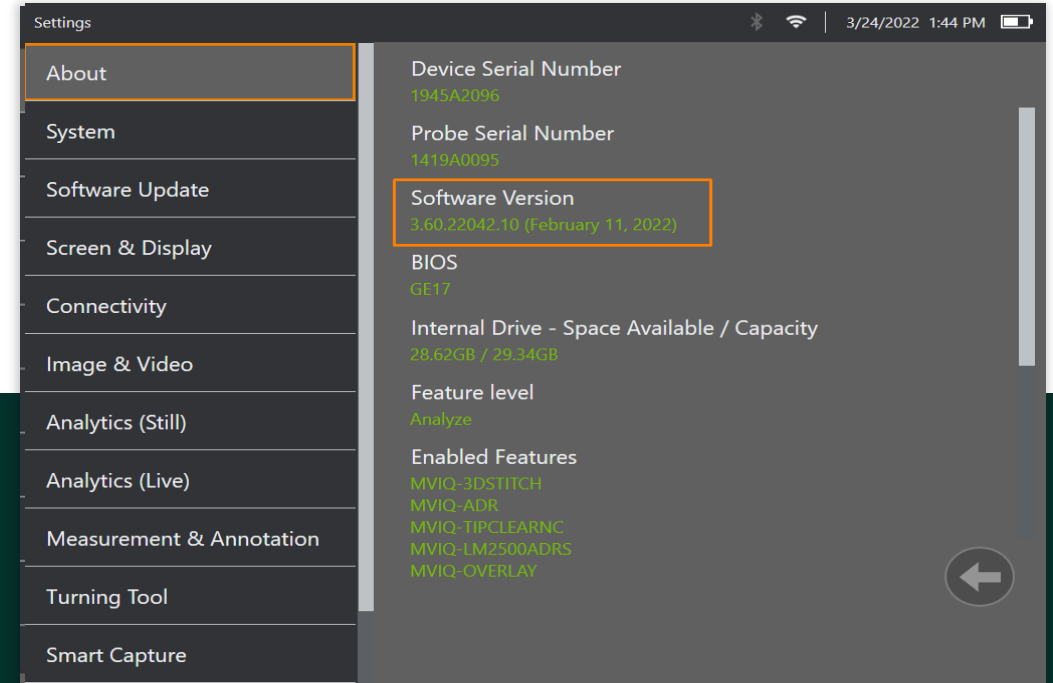 Settings
3/24/2022 1:44 PM
About
System
Software Update
Screen & Display
Connectivity
Image & Video
Analytics (Still)
Analytics (Live)
Measurement & Annotation
Turning Tool
Smart Capture
Device Serial Number
1945A2096
Probe Serial Number
1419A0095
Software Version
3.60.22042.10 (February 11, 2022)
BIOS
GE17
Internal Drive - Space Available / Capacity
28.62GB / 29.34GB
Feature level
Analyze
Enabled Features
MVIQ-3DSTITCH
MVIQ-ADR
MVIQ-TIPCLEARNC
MVIQ-LM2500ADRS
MVIQ-OVERLAY